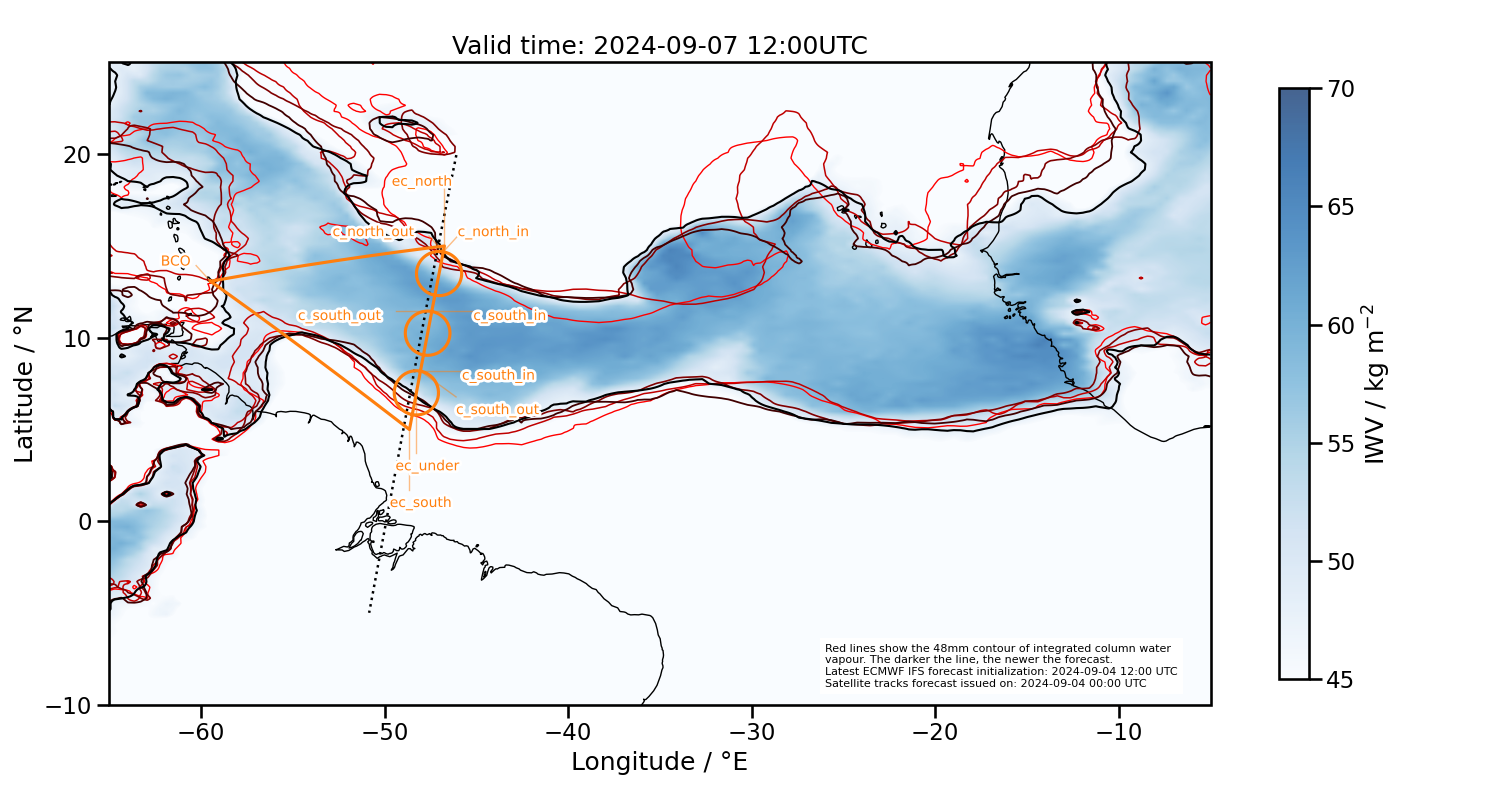 Valid time: 2024-09-07 12:00UTC
70
65
60
55
50
45
IWV / kg m⁻²
20
10
0
−10
Latitude / °N
ec_north
c_north_out
c_north_in
BCO
c_south_out
c_south_in
c_south_in
c_south_out
ec_under
ec_south
Red lines show the 48mm contour of integrated column water
vapour. The darker the line, the newer the forecast.
Latest ECMWF IFS forecast initialization: 2024-09-04 12:00 UTC
Satellite tracks forecast issued on: 2024-09-04 00:00 UTC
−60
−50
−40
−30
−20
−10
Longitude / °E